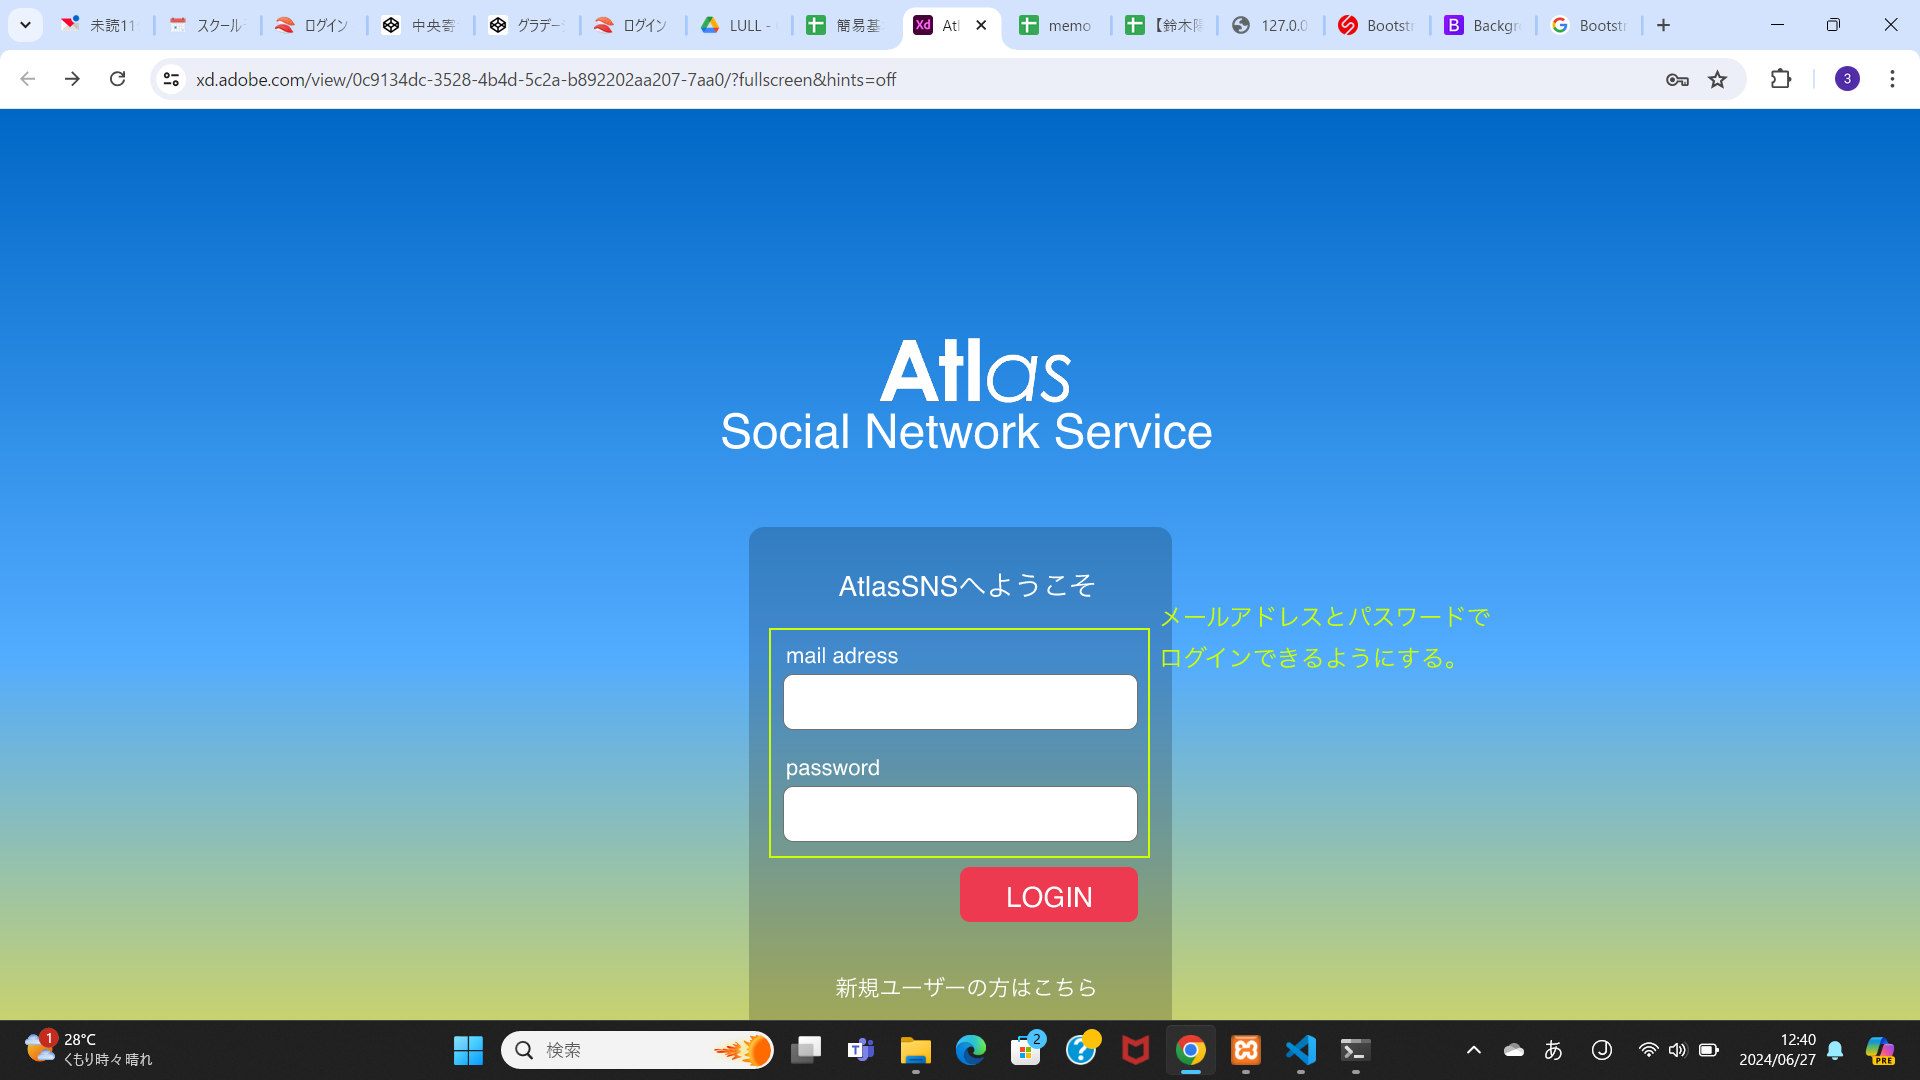 未読11
スクール
ログイン
中央寄
グラデー
ログイン
LULL -
簡易基
Atl
memo
【鈴木陽
127.0.0
Bootstr
Backgr
Bootstr
xd.adobe.com/view/0c9134dc-3528-4b4d-5c2a-b892202aa207-7aa0/?fullscreen&hints=off
3
Atlas
Social Network Service
AtlasSNSへようこそ
メールアドレスとパスワードで
ログインできるようにする。
mail adress
password
LOGIN
新規ユーザーの方はこちら
1
28°C
くもり時々晴れ
検索
2
あ
12:40
2024/06/27
PRE